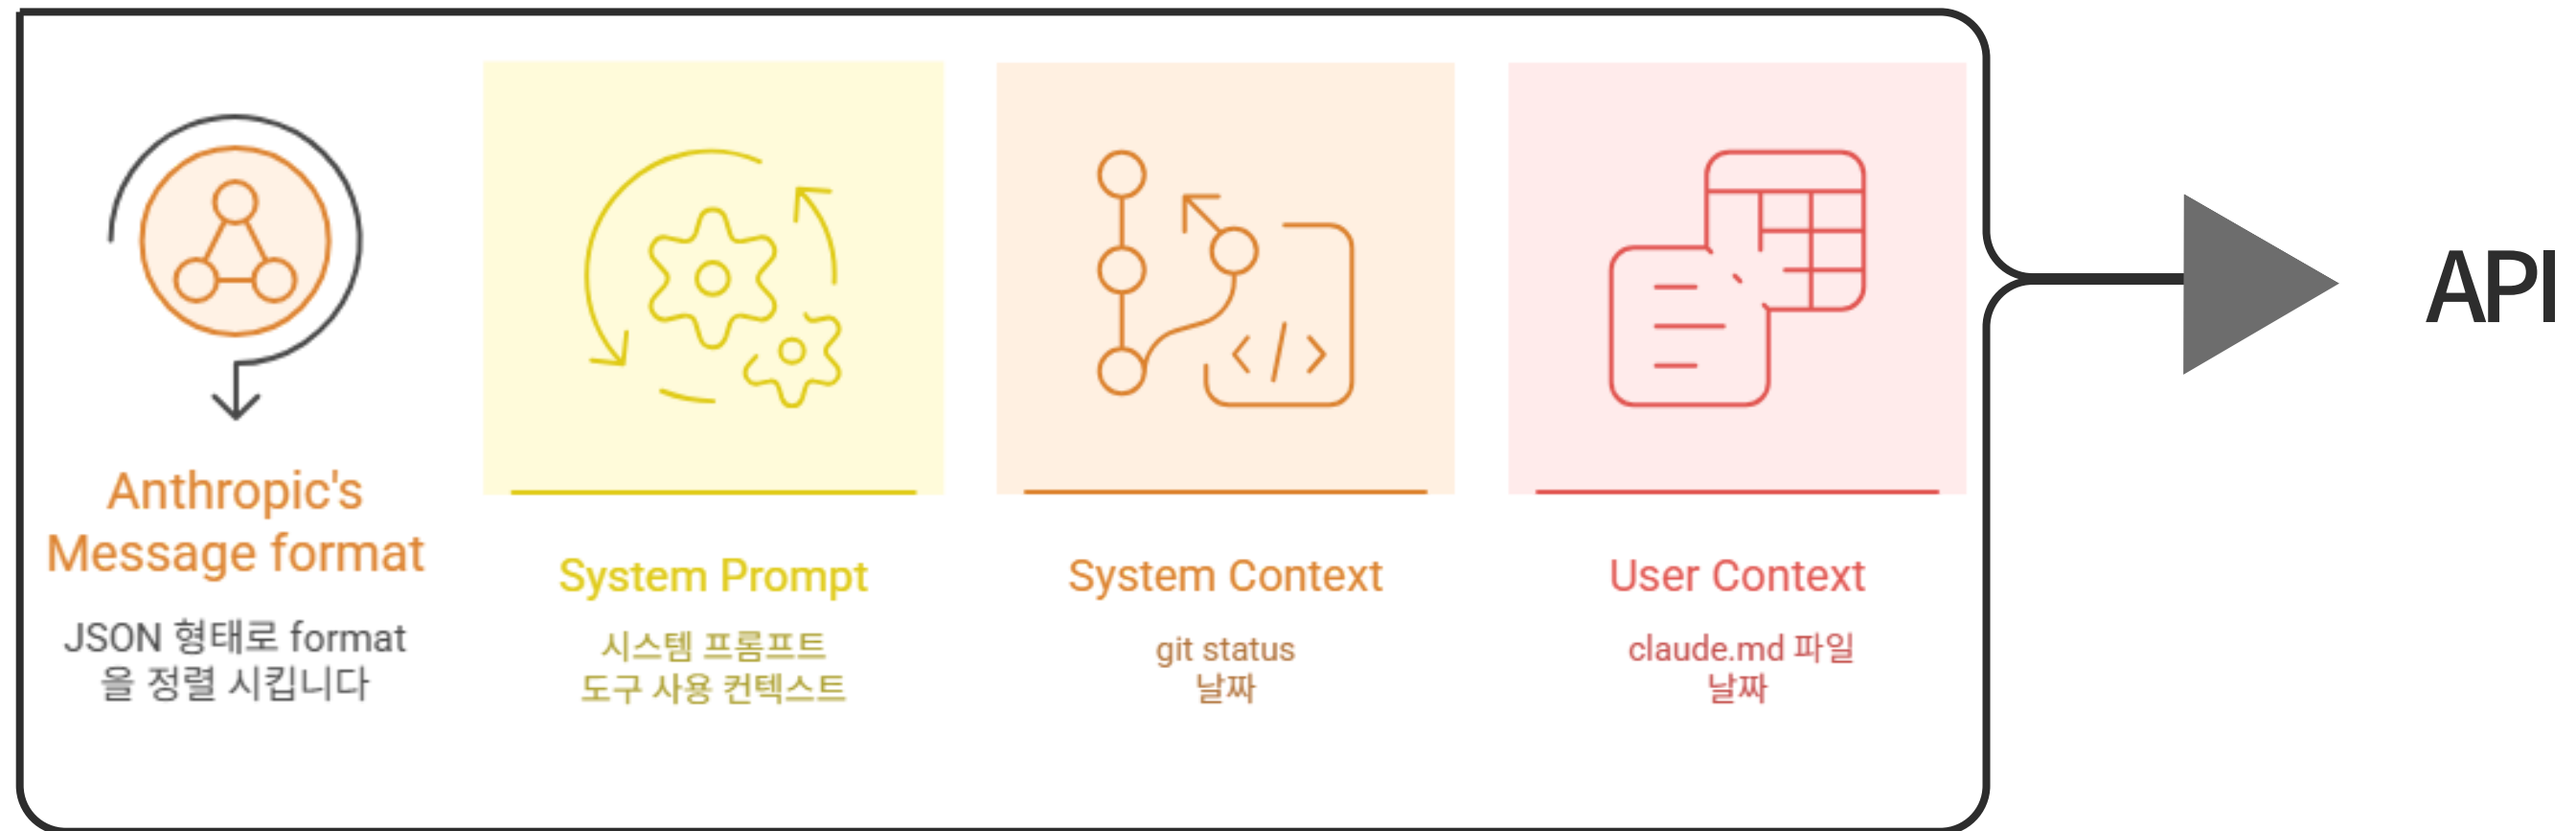 Anthropic's
Message format
JSON 형태로 format
을 정렬 시킵니다
System Prompt
시스템 프롬프트
도구 사용 컨텍스트
System Context
git status
날짜
User Context
claude.md 파일
날짜
API